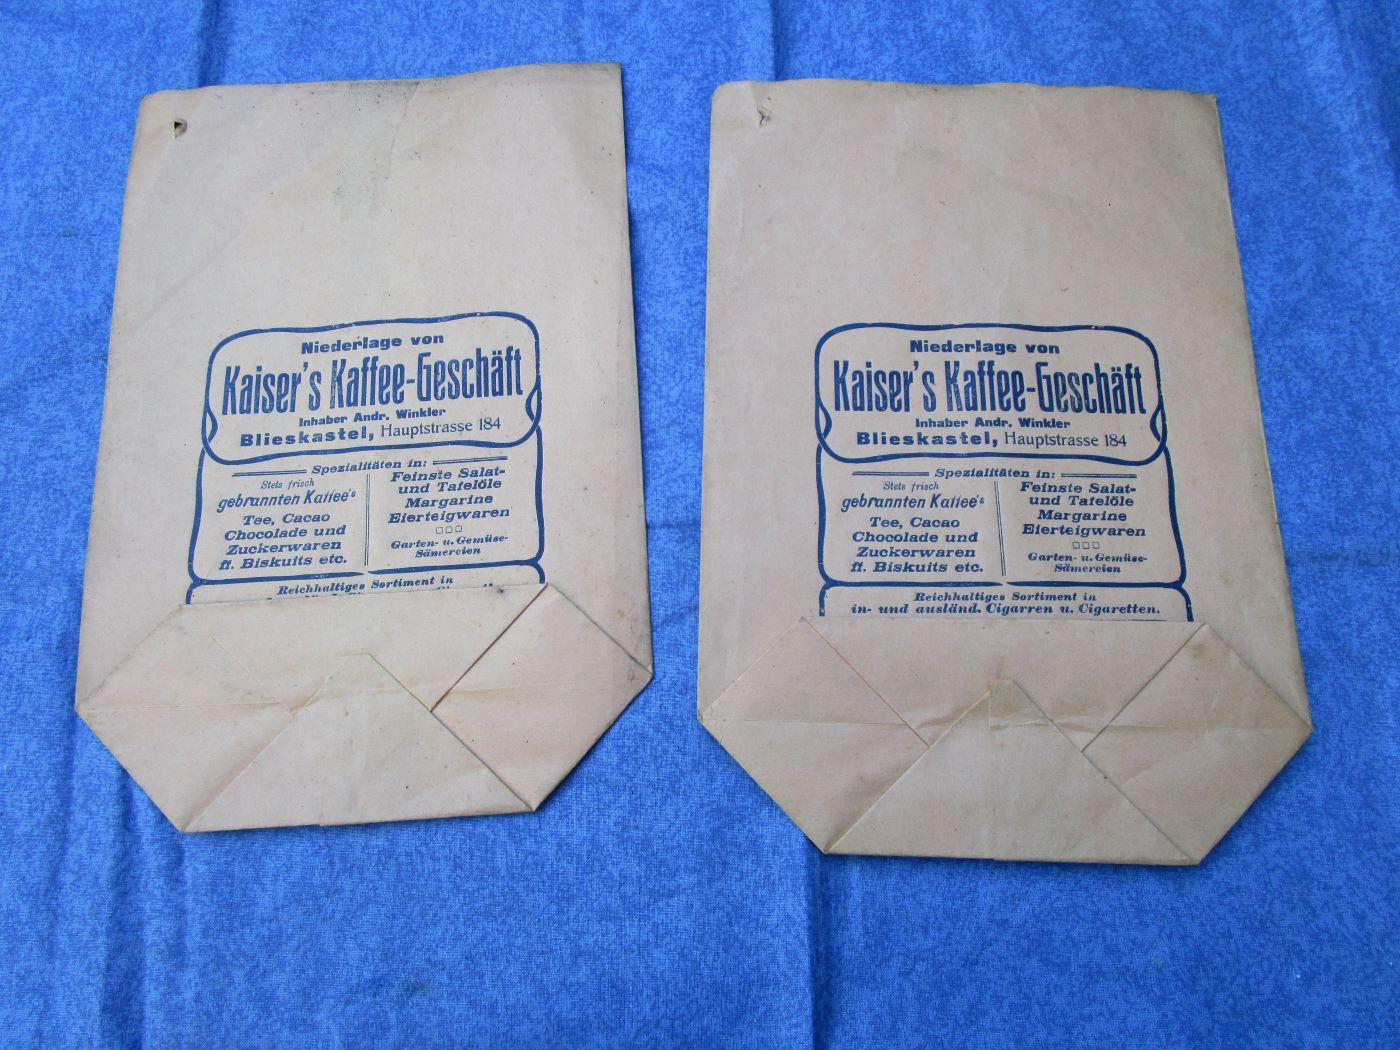 Niederlage von
Kaiser's Kaffee-Geschäft
Inhaber Andr. Winkler
Blieskastel, Hauptstrasse 184
Spezialitäten in:
Stets frisch
gebrannten Kaffee's
Tee, Cacao
Chocolade und
Zuckerwaren
ff. Biskuits etc.
Feinste Salat-
und Tafelöle
Margarine
Eierteigwaren
Garten- u. Gemüse-
Sämereien
Reichhaltiges Sortiment in
Niederlage von
Kaiser's Kaffee-Geschäft
Inhaber Andr. Winkler
Blieskastel, Hauptstrasse 184
Spezialitäten in:
Stets frisch
gebrannten Kaffee's
Tee, Cacao
Chocolade und
Zuckerwaren
ff. Biskuits etc.
Feinste Salat-
und Tafelöle
Margarine
Eierteigwaren
Garten- u. Gemüse-
Sämereien
Reichhaltiges Sortiment in
in- und ausländ. Cigarren u. Cigaretten.